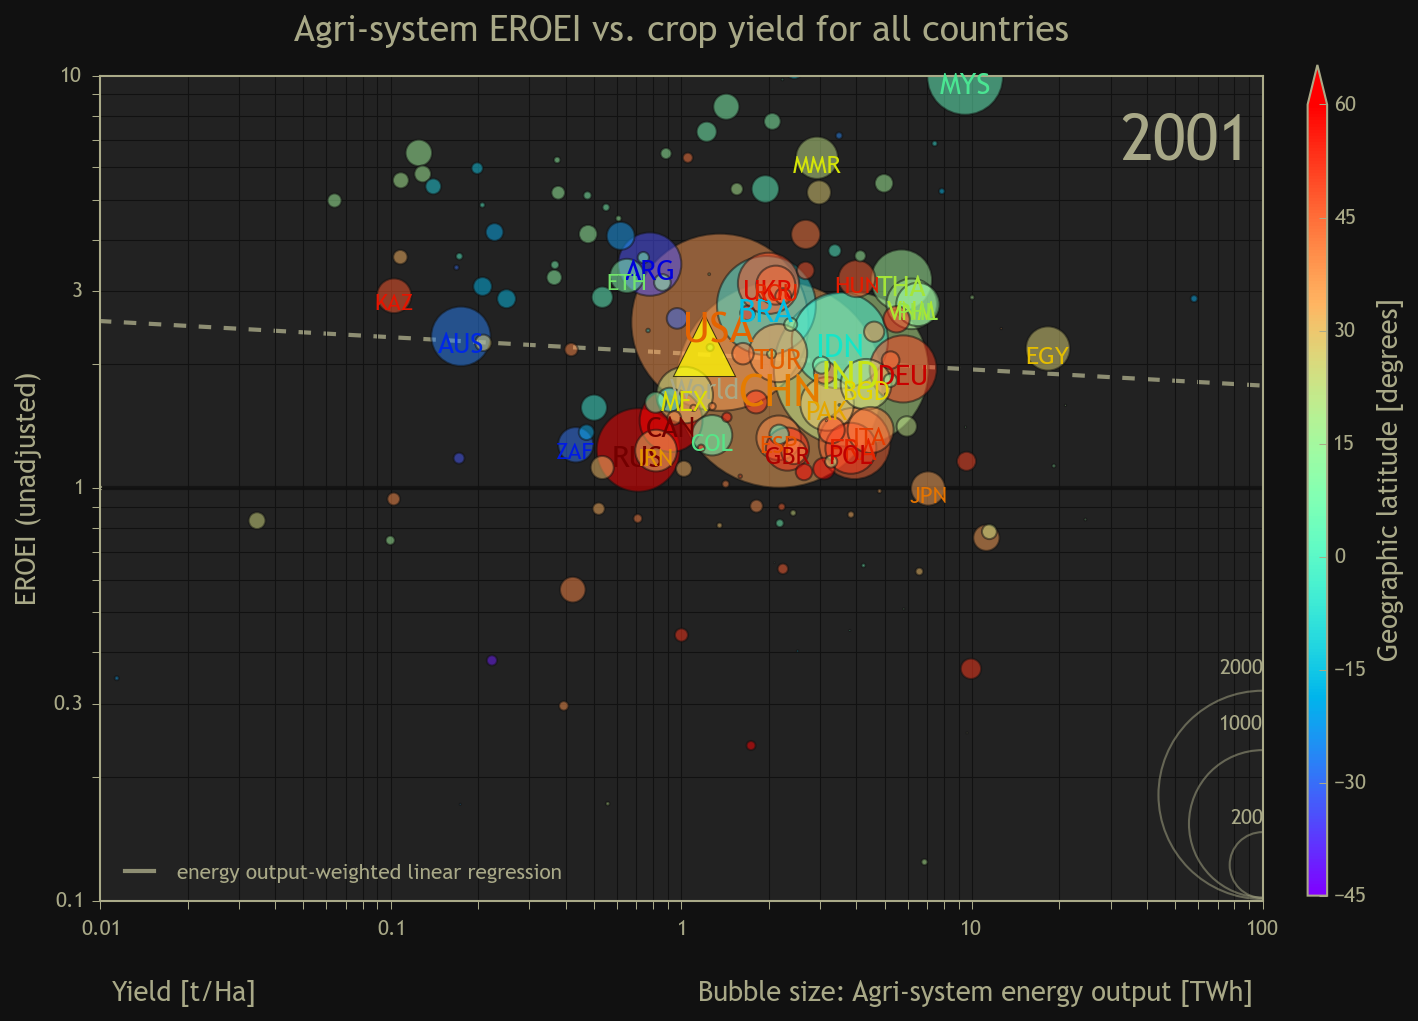 Agri-system EROEI vs. crop yield for all countries
10
3
1
0.3
0.1
EROEI (unadjusted)
2001
MYS
MMR
ARG
ETH
UKR
HUN
THA
KAZ
BRA
VNM
AUS
USA
IDN
TUR
EGY
IND
DEU
World
CHN
BGD
MEX
PAK
CAN
COL
ITA
ZAF
RUS
IRN
ESP
GBR
POL
JPN
2000
1000
200
energy output-weighted linear regression
0.01
0.1
1
10
100
Yield [t/Ha]
Bubble size: Agri-system energy output [TWh]
60
45
30
15
0
−15
−30
−45
Geographic latitude [degrees]